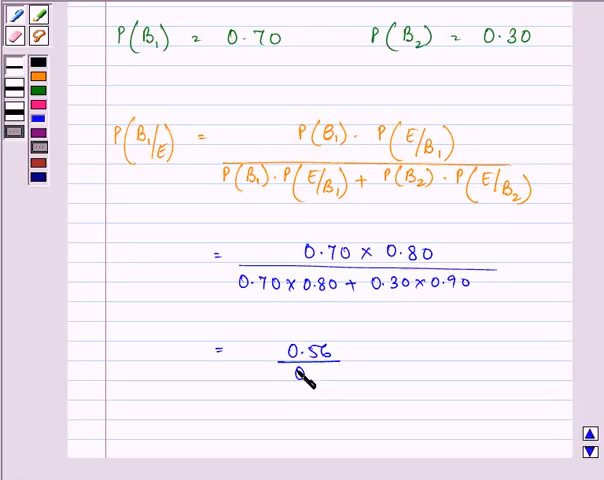 P(B₁) = 0.70 P(B₂) = 0.30
P(B₁/E) = P(B₁) · P(E/B₁)
P(B₁) · P(E/B₁) + P(B₂) · P(E/B₂)
= 0.70 × 0.80
0.70 × 0.80 + 0.30 × 0.90
= 0.56
0